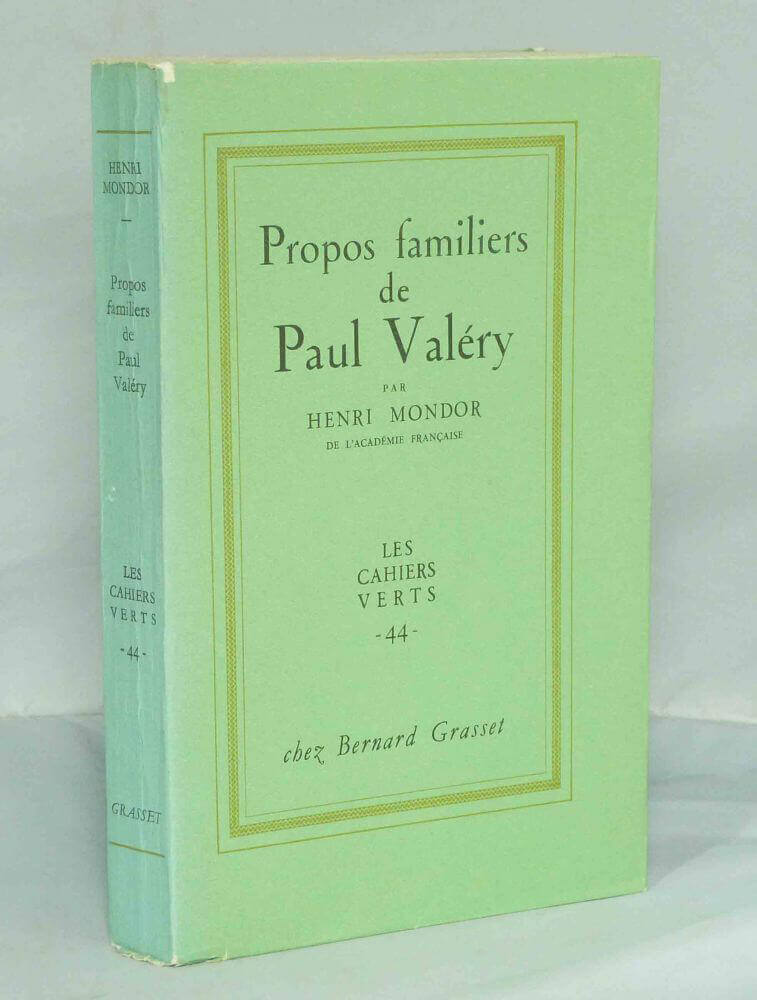 HENRI
MONDOR
—
Propos
familiers
de
Paul
Valéry
LES
CAHIERS
VERTS
-44-
GRASSET
Propos familiers
de
Paul Valéry
PAR
HENRI MONDOR
DE L'ACADÉMIE FRANÇAISE
LES
CAHIERS
VERTS
-44-
chez Bernard Grasset